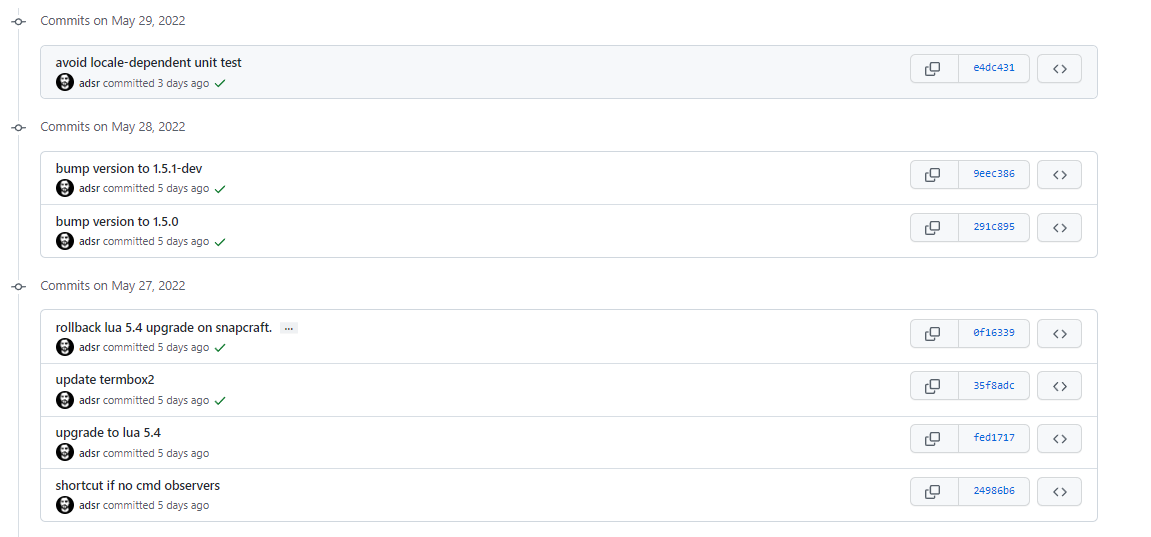 Commits on May 29, 2022
avoid locale-dependent unit test
e4dc431
adsr committed 3 days ago
Commits on May 28, 2022
bump version to 1.5.1-dev
9eec386
adsr committed 5 days ago
bump version to 1.5.0
291c895
adsr committed 5 days ago
Commits on May 27, 2022
rollback lua 5.4 upgrade on snapcraft. ...
0f16339
adsr committed 5 days ago
update termbox2
35f8adc
adsr committed 5 days ago
upgrade to lua 5.4
fed1717
adsr committed 5 days ago
shortcut if no cmd observers
24986b6
adsr committed 5 days ago